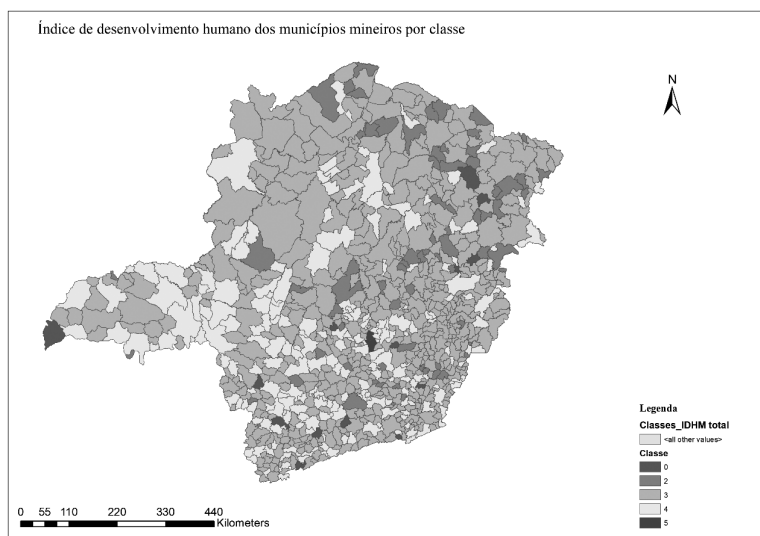 Índice de desenvolvimento humano dos municípios mineiros por classe
N
Legenda
Classes_IDHM total
<all other values>
Classe
0
2
3
4
5
0 55 110 220 330 440
Kilometers